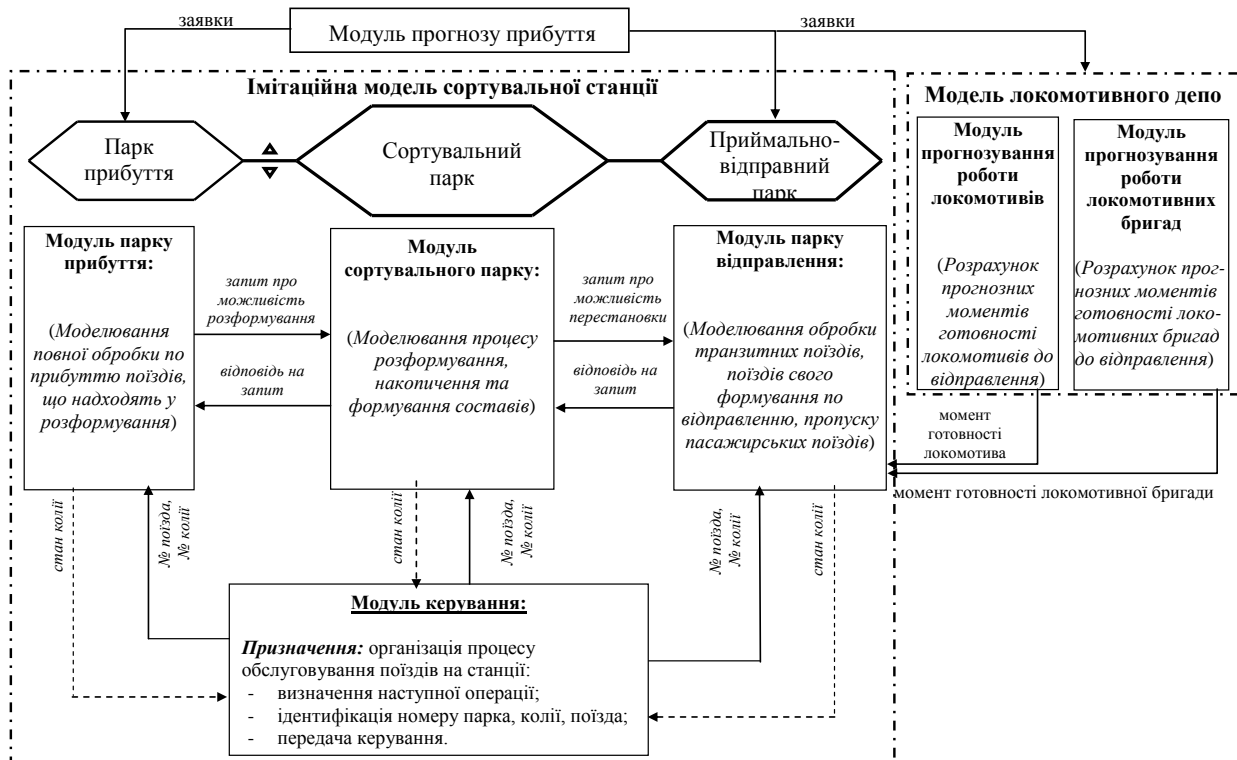 заявки
Модуль прогнозу прибуття
заявки
Імітаційна модель сортувальної станції
Парк
прибуття
Сортувальний
парк
Приймально-
відправний
парк
Модель локомотивного депо
Модуль
прогнозування
роботи
локомотивів
(Розрахунок
прогнозних
моментів
готовності
локомотивів до
відправлення)
Модуль
прогнозування
роботи
локомотивних
бригад
(Розрахунок прог-
нозних моментів
готовності локо-
мотивних бригад
до відправлення)
Модуль парку
прибуття:
(Моделювання
повної обробки по
прибуттю поїздів,
що надходять у
розформування)
запит про
можливість
розформування
відповідь на
запит
Модуль
сортувального парку:
(Моделювання процесу
розформування,
накопичення та
формування составів)
запит про
можливість
перестановки
відповідь на
запит
Модуль парку
відправлення:
(Моделювання обробки
транзитних поїздів,
поїздів свого
формування по
відправленню, пропуску
пасажирських поїздів)
момент
готовності
локомотива
момент готовності локомотивної бригади
стан колії
№ поїзда,
№ колії
стан колії
№ поїзда,
№ колії
№ поїзда,
№ колії
стан колії
Модуль керування:
Призначення: організація процесу
обслуговування поїздів на станції:
- визначення наступної операції;
- ідентифікація номеру парка, колії, поїзда;
- передача керування.